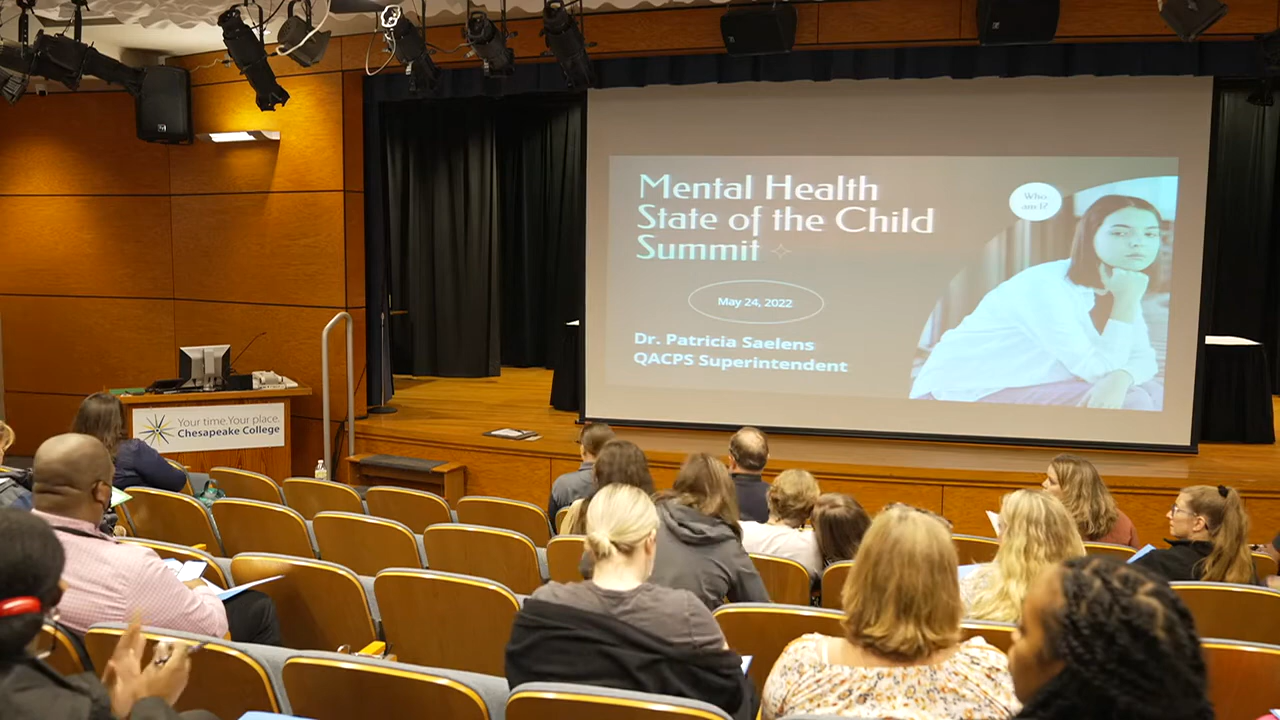 Mental Health
State of the Child
Summit
Who
am I?
May 24, 2022
Dr. Patricia Saelens
QACPS Superintendent
Your time. Your place.
Chesapeake College